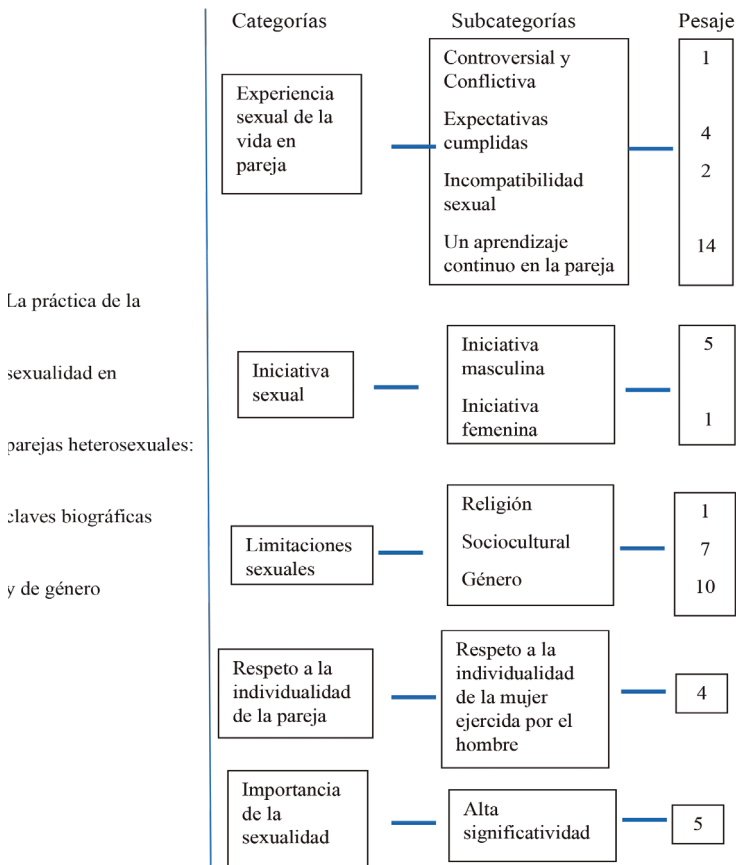 Categorías Subcategorías Pesaje
La práctica de la
sexualidad en
parejas heterosexuales:
claves biográficas
y de género
Experiencia
sexual de la
vida en
pareja
Controversial y
Conflictiva
Expectativas
cumplidas
Incompatibilidad
sexual
Un aprendizaje
continuo en la pareja
1
4
2
14
Iniciativa
sexual
Iniciativa
masculina
Iniciativa
femenina
5
1
Limitaciones
sexuales
Religión
Sociocultural
Género
1
7
10
Respeto a la
individualidad
de la pareja
Respeto a la
individualidad
de la mujer
ejercida por el
hombre
4
Importancia
de la
sexualidad
Alta
significatividad
5